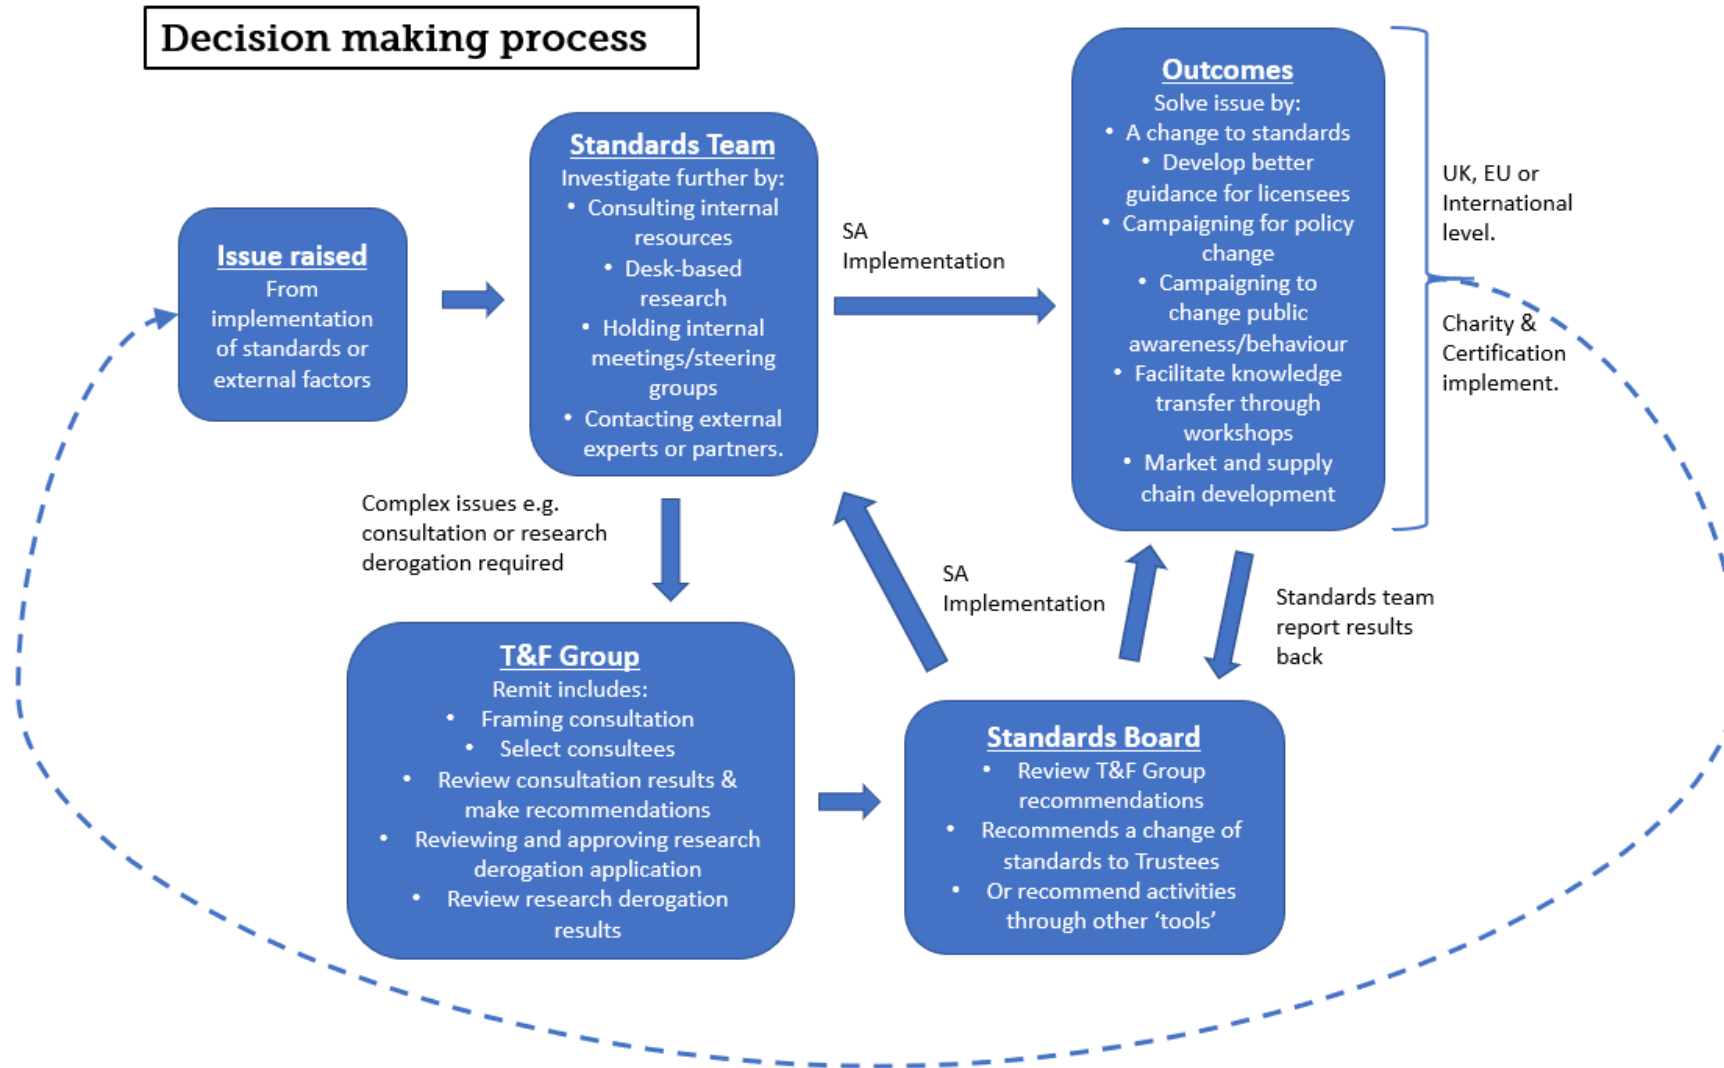 Decision making process
Issue raised
From
implementation
of standards or
external factors
Standards Team
Investigate further by:
• Consulting internal
resources
• Desk-based
research
• Holding internal
meetings/steering
groups
• Contacting external
experts or partners.
SA
Implementation
Outcomes
Solve issue by:
• A change to standards
• Develop better
guidance for licensees
• Campaigning for policy
change
• Campaigning to
change public
awareness/behaviour
• Facilitate knowledge
transfer through
workshops
• Market and supply
chain development
UK, EU or
International
level.
Charity &
Certification
implement.
Complex issues e.g.
consultation or research
derogation required
SA
Implementation
Standards team
report results
back
T&F Group
Remit includes:
• Framing consultation
• Select consultees
• Review consultation results &
make recommendations
• Reviewing and approving research
derogation application
• Review research derogation
results
Standards Board
• Review T&F Group
recommendations
• Recommends a change of
standards to Trustees
• Or recommend activities
through other ‘tools’